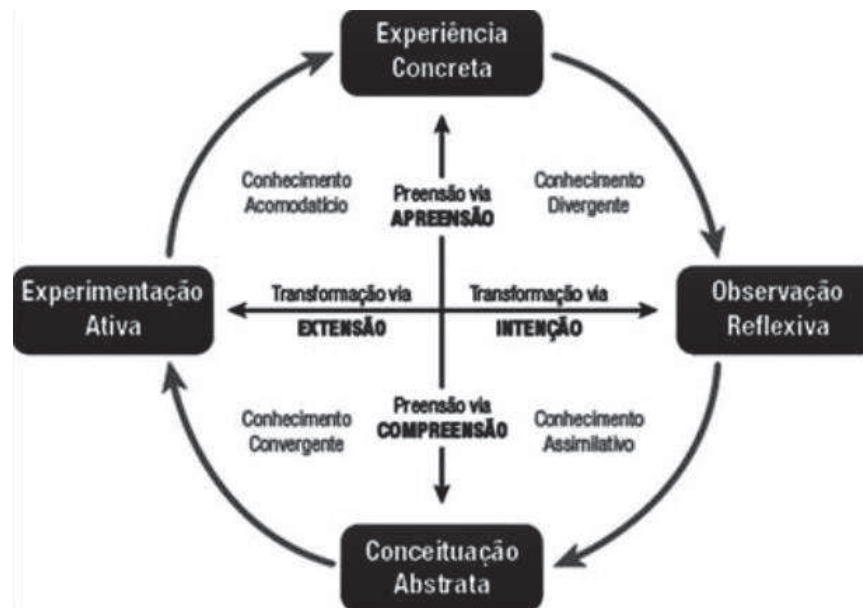 Experiência
Concreta
Conhecimento
Acomodatício
Preensão via
APREENSÃO
Conhecimento
Divergente
Experimentação
Ativa
Transformação via
EXTENSÃO
Transformação via
INTENÇÃO
Observação
Reflexiva
Conhecimento
Convergente
Preensão via
COMPREENSÃO
Conhecimento
Assimilativo
Conceituação
Abstrata